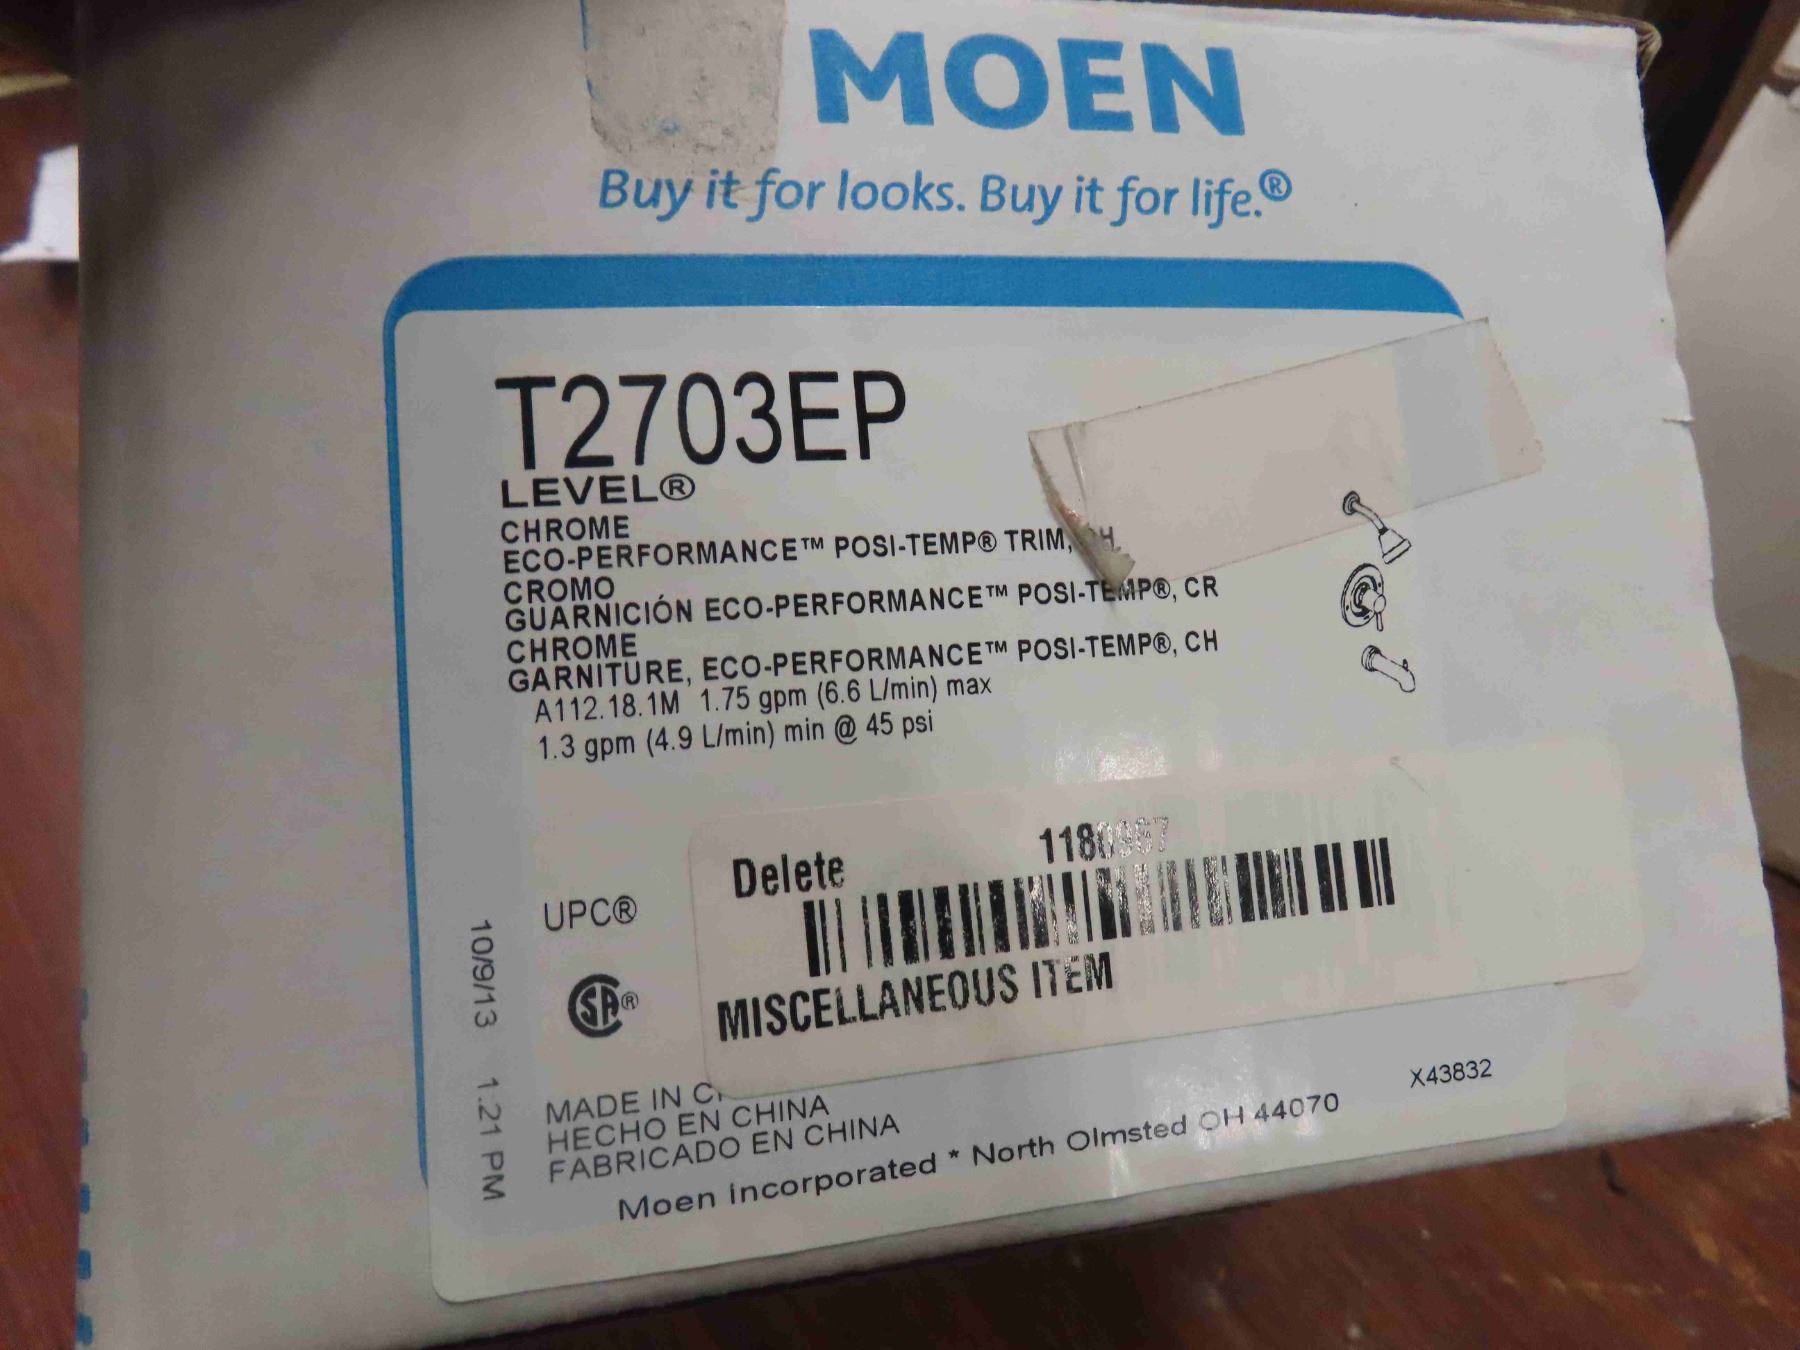 MOEN
Buy it for looks. Buy it for life.®
T2703EP
LEVEL®
CHROME
ECO-PERFORMANCE™ POSI-TEMP® TRIM, CH
CROMO
GUARNICIÓN ECO-PERFORMANCE™ POSI-TEMP®, CR
CHROME
GARNITURE, ECO-PERFORMANCE™ POSI-TEMP®, CH
A112.18.1M 1.75 gpm (6.6 L/min) max
1.3 gpm (4.9 L/min) min @ 45 psi
Delete 1180967
UPC®
MISCELLANEOUS ITEM
SA®
10/9/13 1:21 PM
MADE IN
HECHO EN CHINA
FABRICADO EN CHINA
X43832
Moen Incorporated * North Olmsted OH 44070